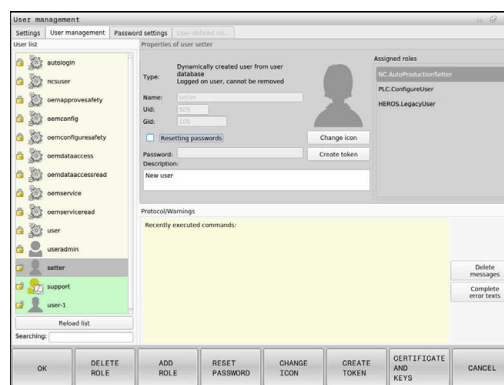 User management
Settings User management Password settings User-defined rol...
User list
autologin
ncsuser
oemapprovesafety
oemconfig
oemconfiguresafety
oemdataaccess
oemdataaccessread
oemservice
oemserviceread
user
useradmin
setter
support
user-1
Reload list
Searching:
Properties of user setter
Type:
Dynamically created user from user
database
Logged on user, cannot be removed
Name: setter
Uid: 505
Gid: 100
Resetting passwords
Change icon
Password:
Create token
Description:
New user
Assigned roles
NC.AutoProductionSetter
PLC.ConfigureUser
HEROS.LegacyUser
Protocol/Warnings
Recently executed commands:
Delete
messages
Complete
error texts
OK
DELETE
ROLE
ADD
ROLE
RESET
PASSWORD
CHANGE
ICON
CREATE
TOKEN
CERTIFICATE
AND
KEYS
CANCEL